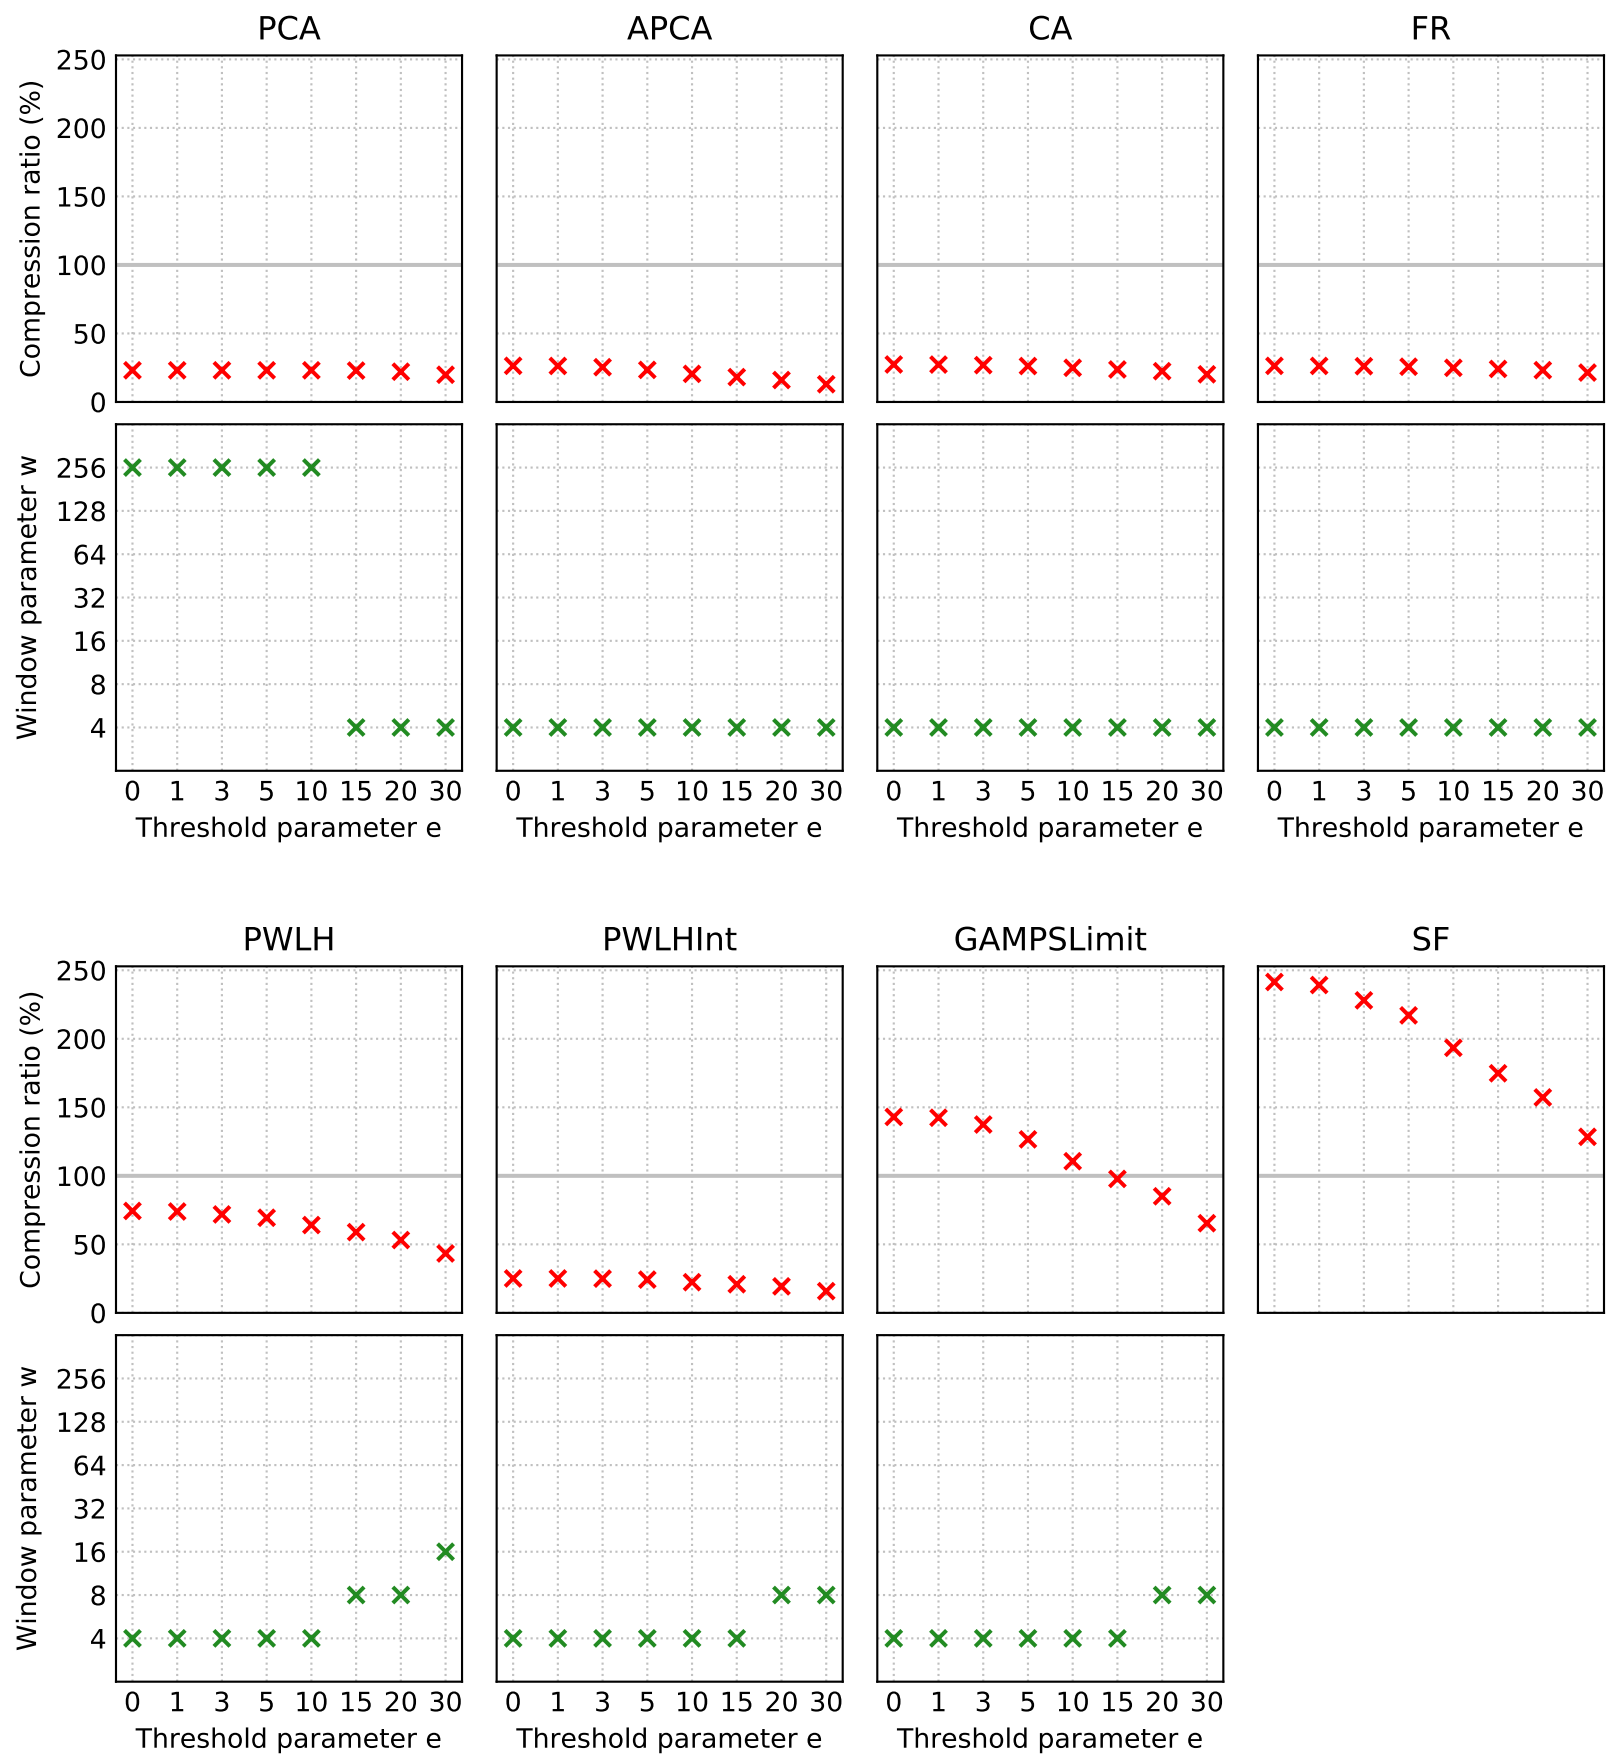 PCA APCA CA FR
Compression ratio (%)
250
200
150
100
50
0
Window parameter w
256
128
64
32
16
8
4
0 1 3 5 10 15 20 30 0 1 3 5 10 15 20 30 0 1 3 5 10 15 20 30 0 1 3 5 10 15 20 30
Threshold parameter e Threshold parameter e Threshold parameter e Threshold parameter e
PWLH PWLHInt GAMPSLimit SF
Compression ratio (%)
250
200
150
100
50
0
Window parameter w
256
128
64
32
16
8
4
0 1 3 5 10 15 20 30 0 1 3 5 10 15 20 30 0 1 3 5 10 15 20 30
Threshold parameter e Threshold parameter e Threshold parameter e